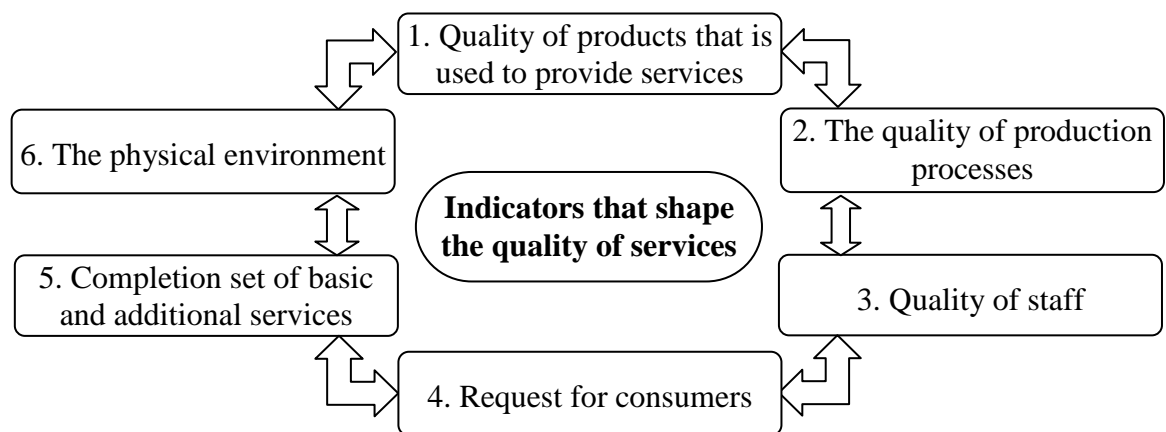 1. Quality of products that is
used to provide services
2. The quality of production
processes
3. Quality of staff
4. Request for consumers
5. Completion set of basic
and additional services
6. The physical environment
Indicators that shape
the quality of services